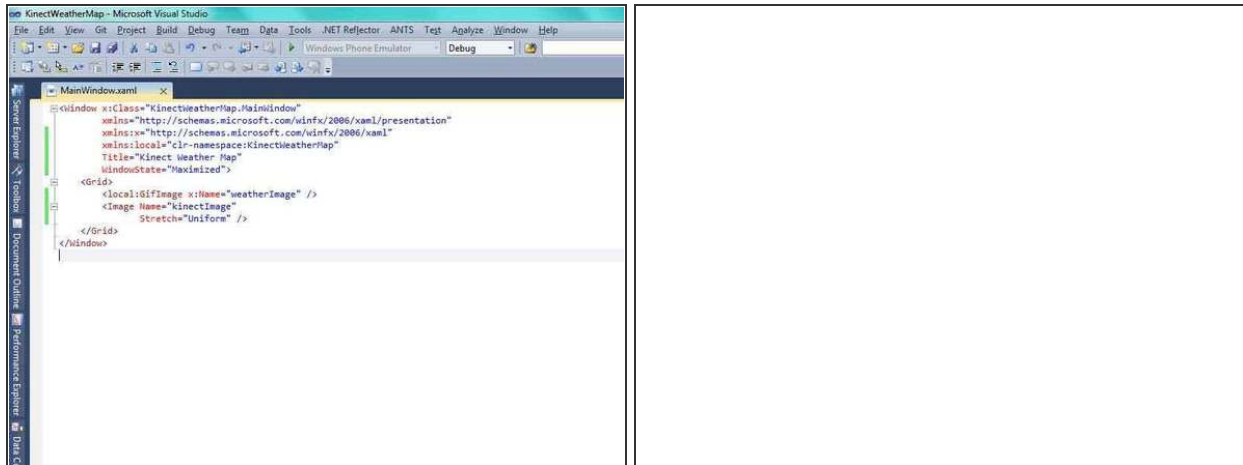 KinectWeatherMap - Microsoft Visual Studio
File Edit View Git Project Build Debug Team Data Tools .NET Reflector ANTS Test Analyze Window Help
Windows Phone Emulator Debug
MainWindow.xaml x
<Window x:Class="KinectWeatherMap.MainWindow"
xmlns="http://schemas.microsoft.com/winfx/2006/xaml/presentation"
xmlns:x="http://schemas.microsoft.com/winfx/2006/xaml"
xmlns:local="clr-namespace:KinectWeatherMap"
Title="Kinect Weather Map"
WindowState="Maximized">
<Grid>
<local:GifImage x:Name="weatherImage" />
<Image Name="kinectImage"
Stretch="Uniform" />
</Grid>
</Window>
Server Explorer
Toolbox
Document Outline
Performance Explorer
Data